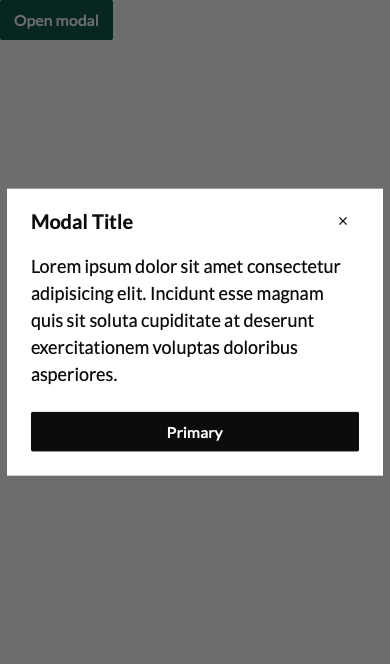 Open modal
Modal Title
×
Lorem ipsum dolor sit amet consectetur
adipisicing elit. Incidunt esse magnam
quis sit soluta cupiditate at deserunt
exercitationem voluptas doloribus
asperiores.
Primary